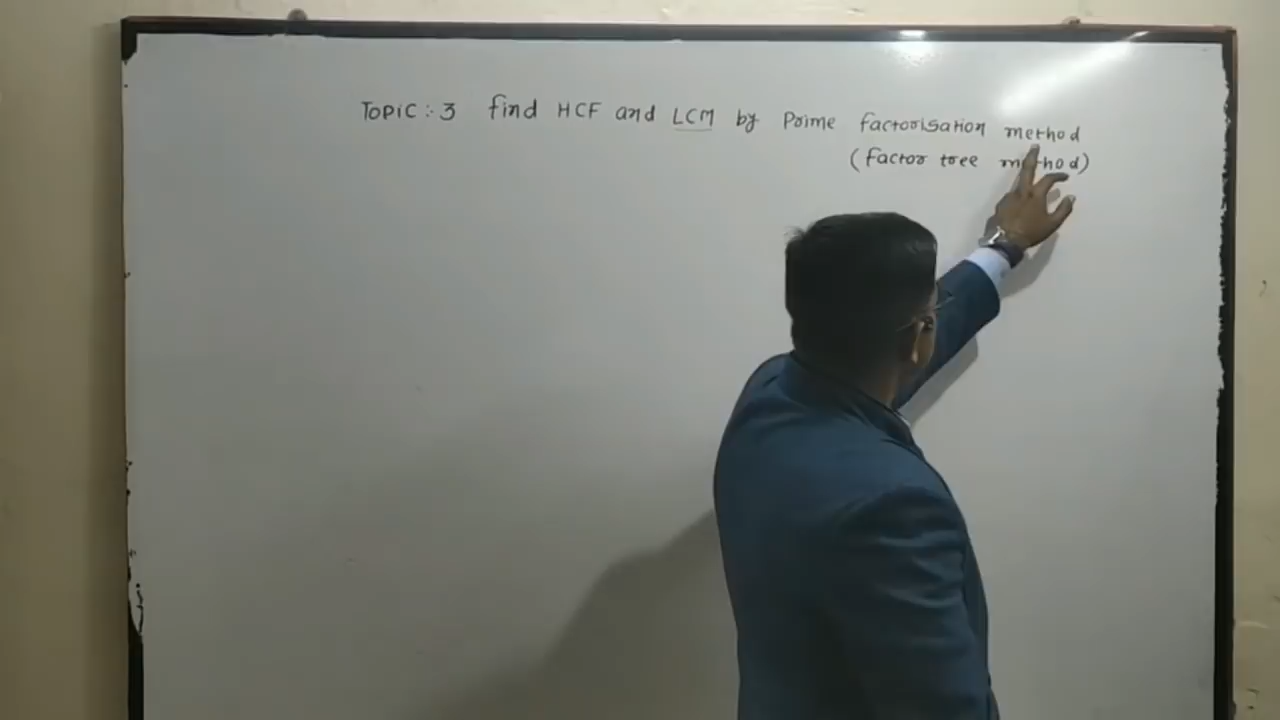 TOPIC : 3 find HCF and LCM by Prime factorisation method
(factor tree method)